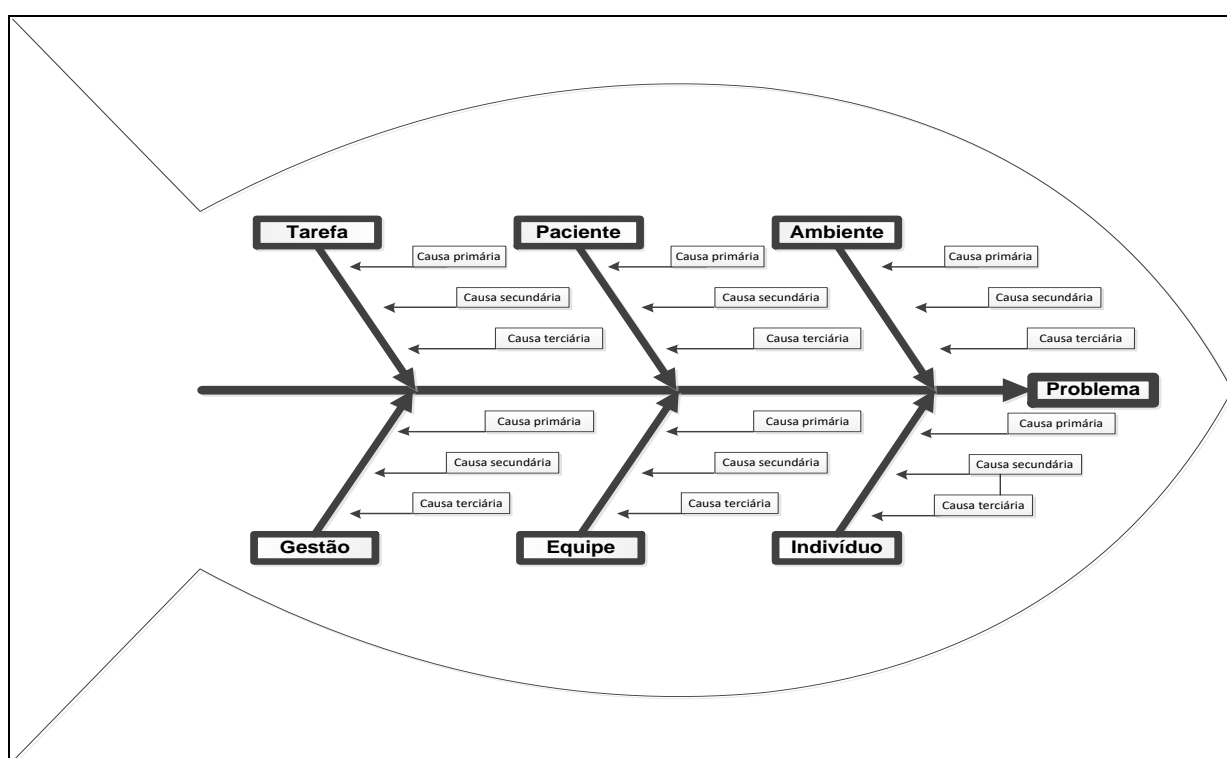 Tarefa
Paciente
Ambiente
Causa primária
Causa primária
Causa primária
Causa secundária
Causa secundária
Causa secundária
Causa terciária
Causa terciária
Causa terciária
Problema
Causa primária
Causa primária
Causa primária
Causa secundária
Causa secundária
Causa secundária
Causa terciária
Causa terciária
Causa terciária
Gestão
Equipe
Indivíduo